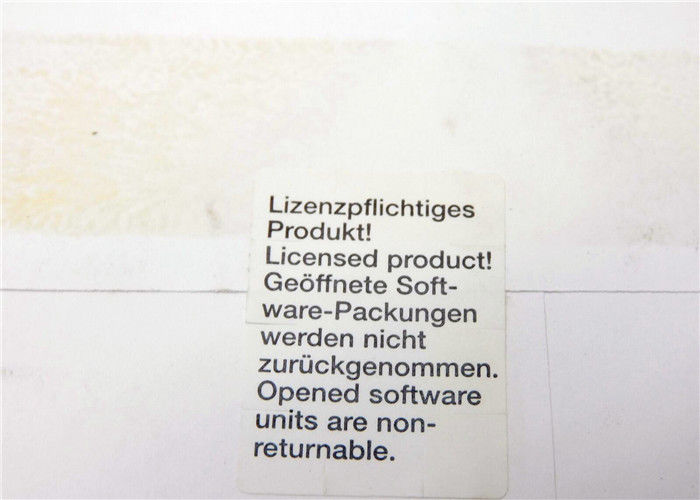 Lizenzpflichtiges
Produkt!
Licensed product!
Geöffnete Soft-
ware-Packungen
werden nicht
zurückgenommen.
Opened software
units are non-
returnable.